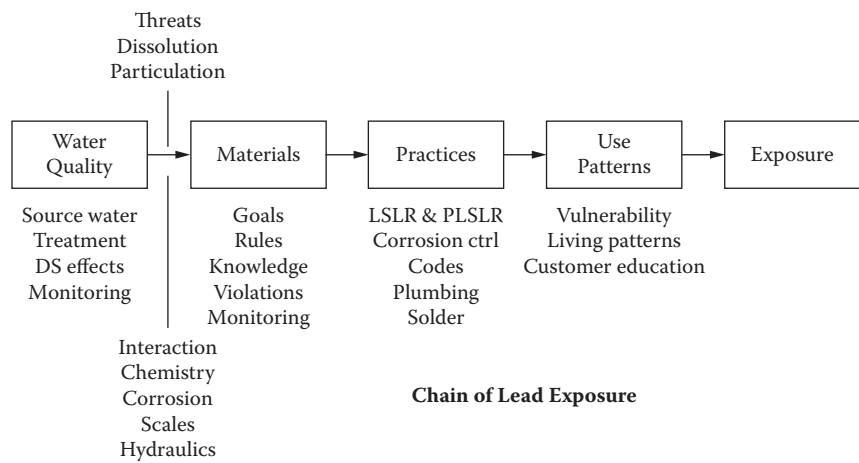 Threats
Dissolution
Particulation
Water
Quality
Materials
Practices
Use
Patterns
Exposure
Source water
Treatment
DS effects
Monitoring
Goals
Rules
Knowledge
Violations
Monitoring
LSLR & PLSLR
Corrosion ctrl
Codes
Plumbing
Solder
Vulnerability
Living patterns
Customer education
Interaction
Chemistry
Corrosion
Scales
Hydraulics
Chain of Lead Exposure